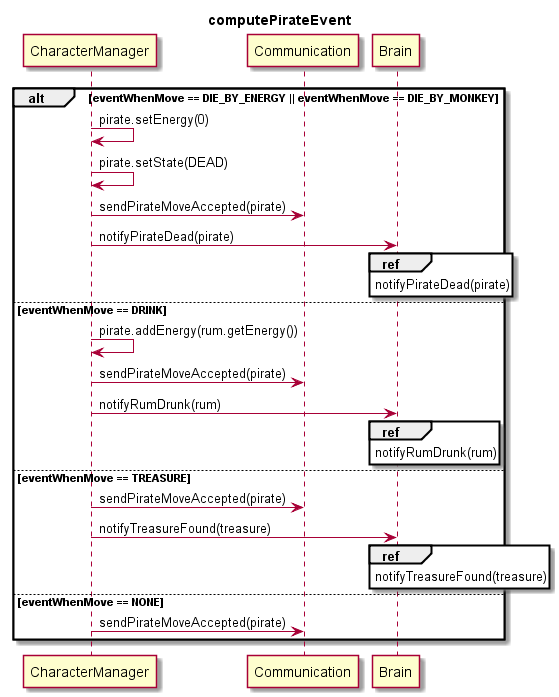 computePirateEvent
CharacterManager Communication Brain
alt [eventWhenMove == DIE_BY_ENERGY || eventWhenMove == DIE_BY_MONKEY]
pirate.setEnergy(0)
pirate.setState(DEAD)
sendPirateMoveAccepted(pirate)
notifyPirateDead(pirate)
ref
notifyPirateDead(pirate)
[eventWhenMove == DRINK]
pirate.addEnergy(rum.getEnergy())
sendPirateMoveAccepted(pirate)
notifyRumDrunk(rum)
ref
notifyRumDrunk(rum)
[eventWhenMove == TREASURE]
sendPirateMoveAccepted(pirate)
notifyTreasureFound(treasure)
ref
notifyTreasureFound(treasure)
[eventWhenMove == NONE]
sendPirateMoveAccepted(pirate)
CharacterManager Communication Brain